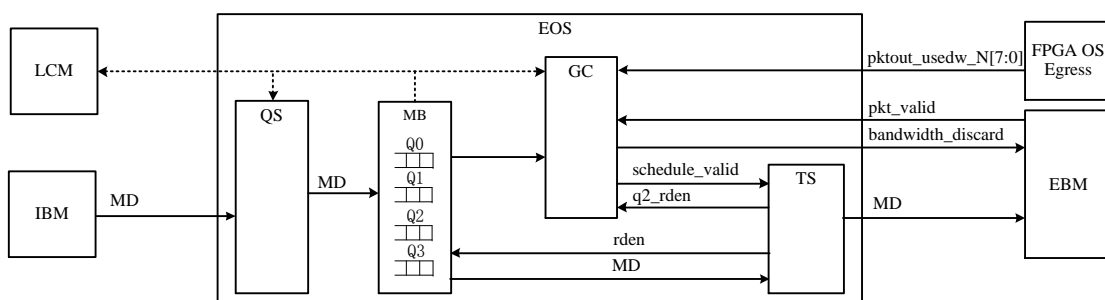 EOS
LCM
GC
pktout_usedw_N[7:0]
FPGA OS
Egress
QS
MB
pkt_valid
bandwidth_discard
Q0
Q1
Q2
Q3
MD
schedule_valid
TS
IBM
MD
q2_rden
MD
EBM
rden
MD